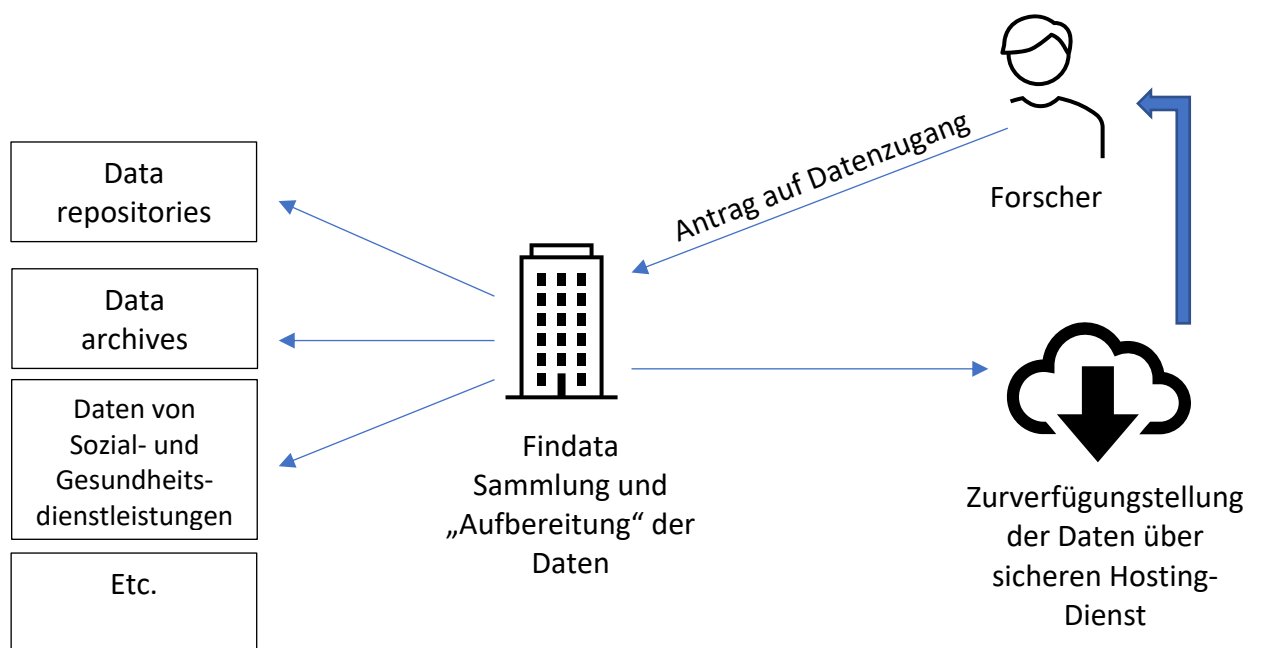 Data
repositories
Data
archives
Daten von
Sozial- und
Gesundheits-
dienstleistungen
Etc.
Antrag auf Datenzugang
Forscher
Findata
Sammlung und
„Aufbereitung“ der
Daten
Zurverfügungstellung
der Daten über
sicheren Hosting-
Dienst